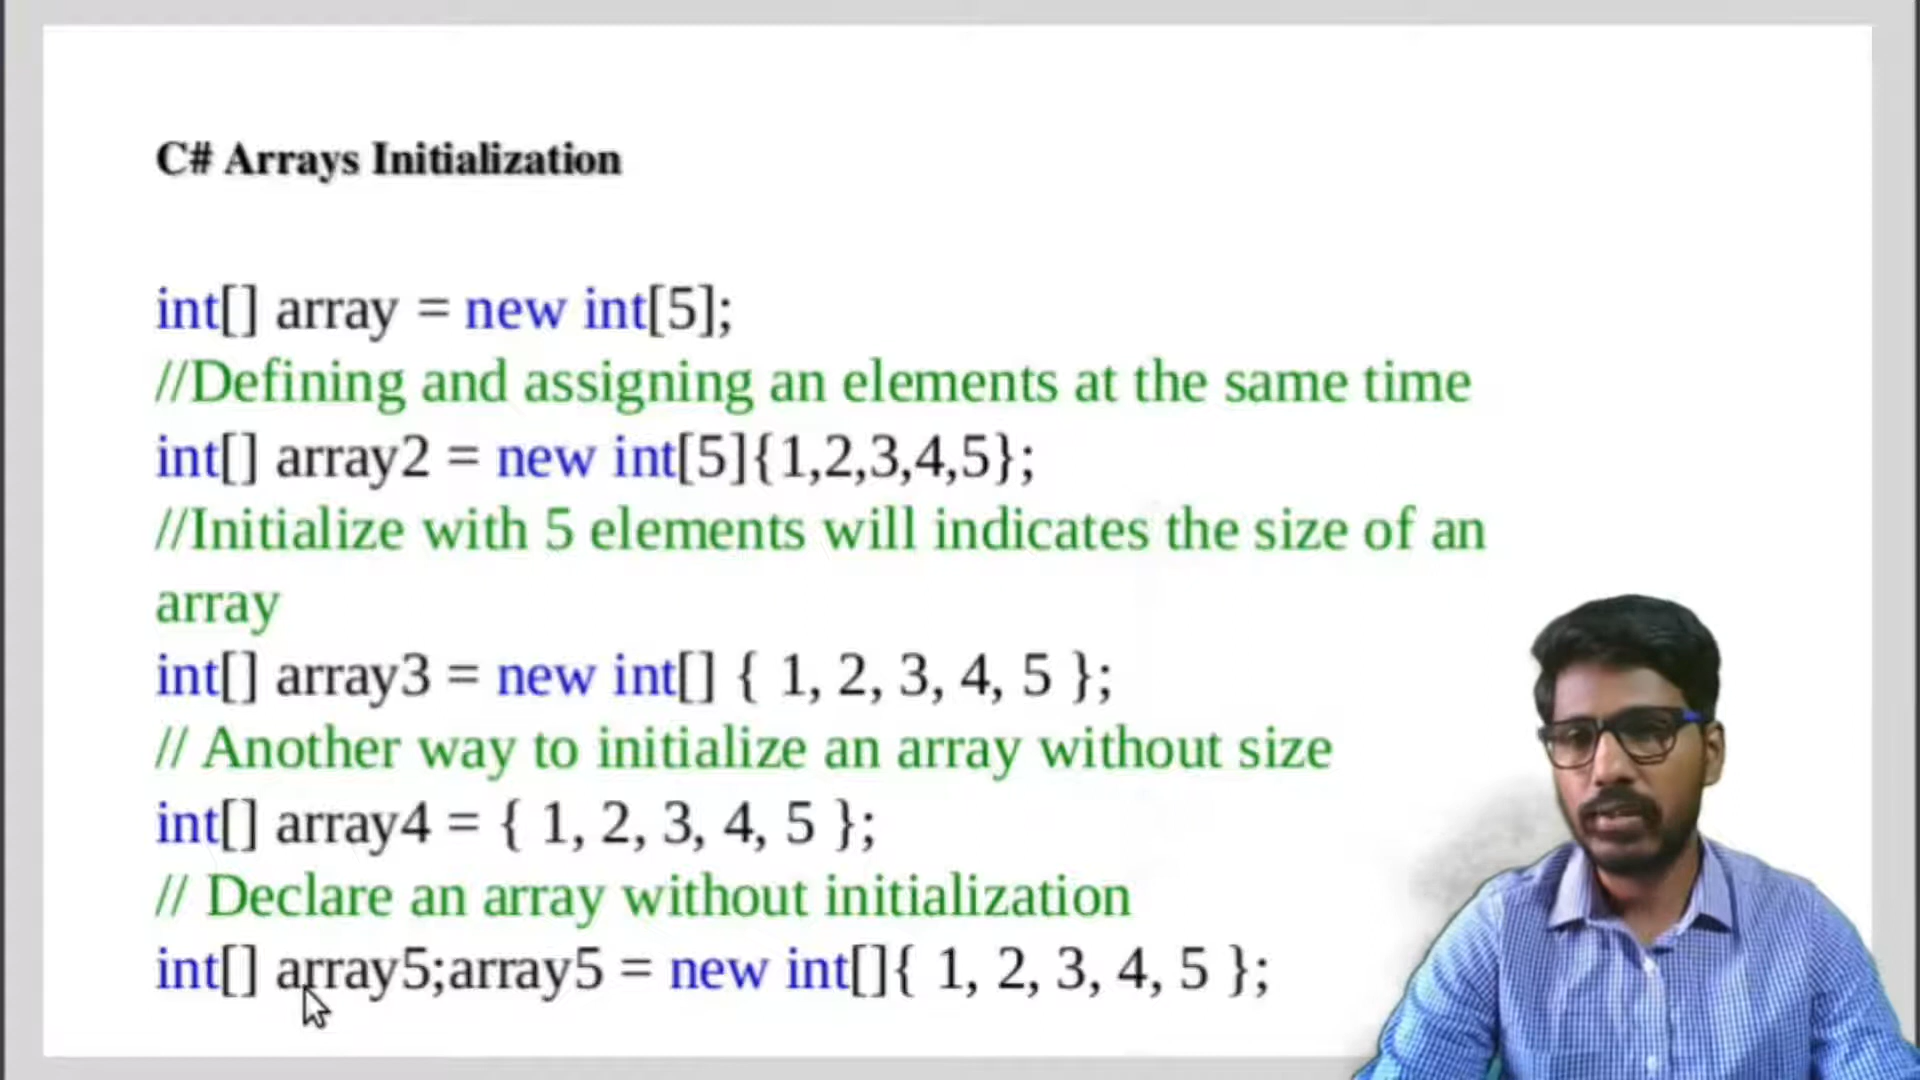 C# Arrays Initialization
int[] array = new int[5];
//Defining and assigning an elements at the same time
int[] array2 = new int[5]{1,2,3,4,5};
//Initialize with 5 elements will indicates the size of an
array
int[] array3 = new int[] { 1, 2, 3, 4, 5 };
// Another way to initialize an array without size
int[] array4 = { 1, 2, 3, 4, 5 };
// Declare an array without initialization
int[] array5;array5 = new int[]{ 1, 2, 3, 4, 5 };